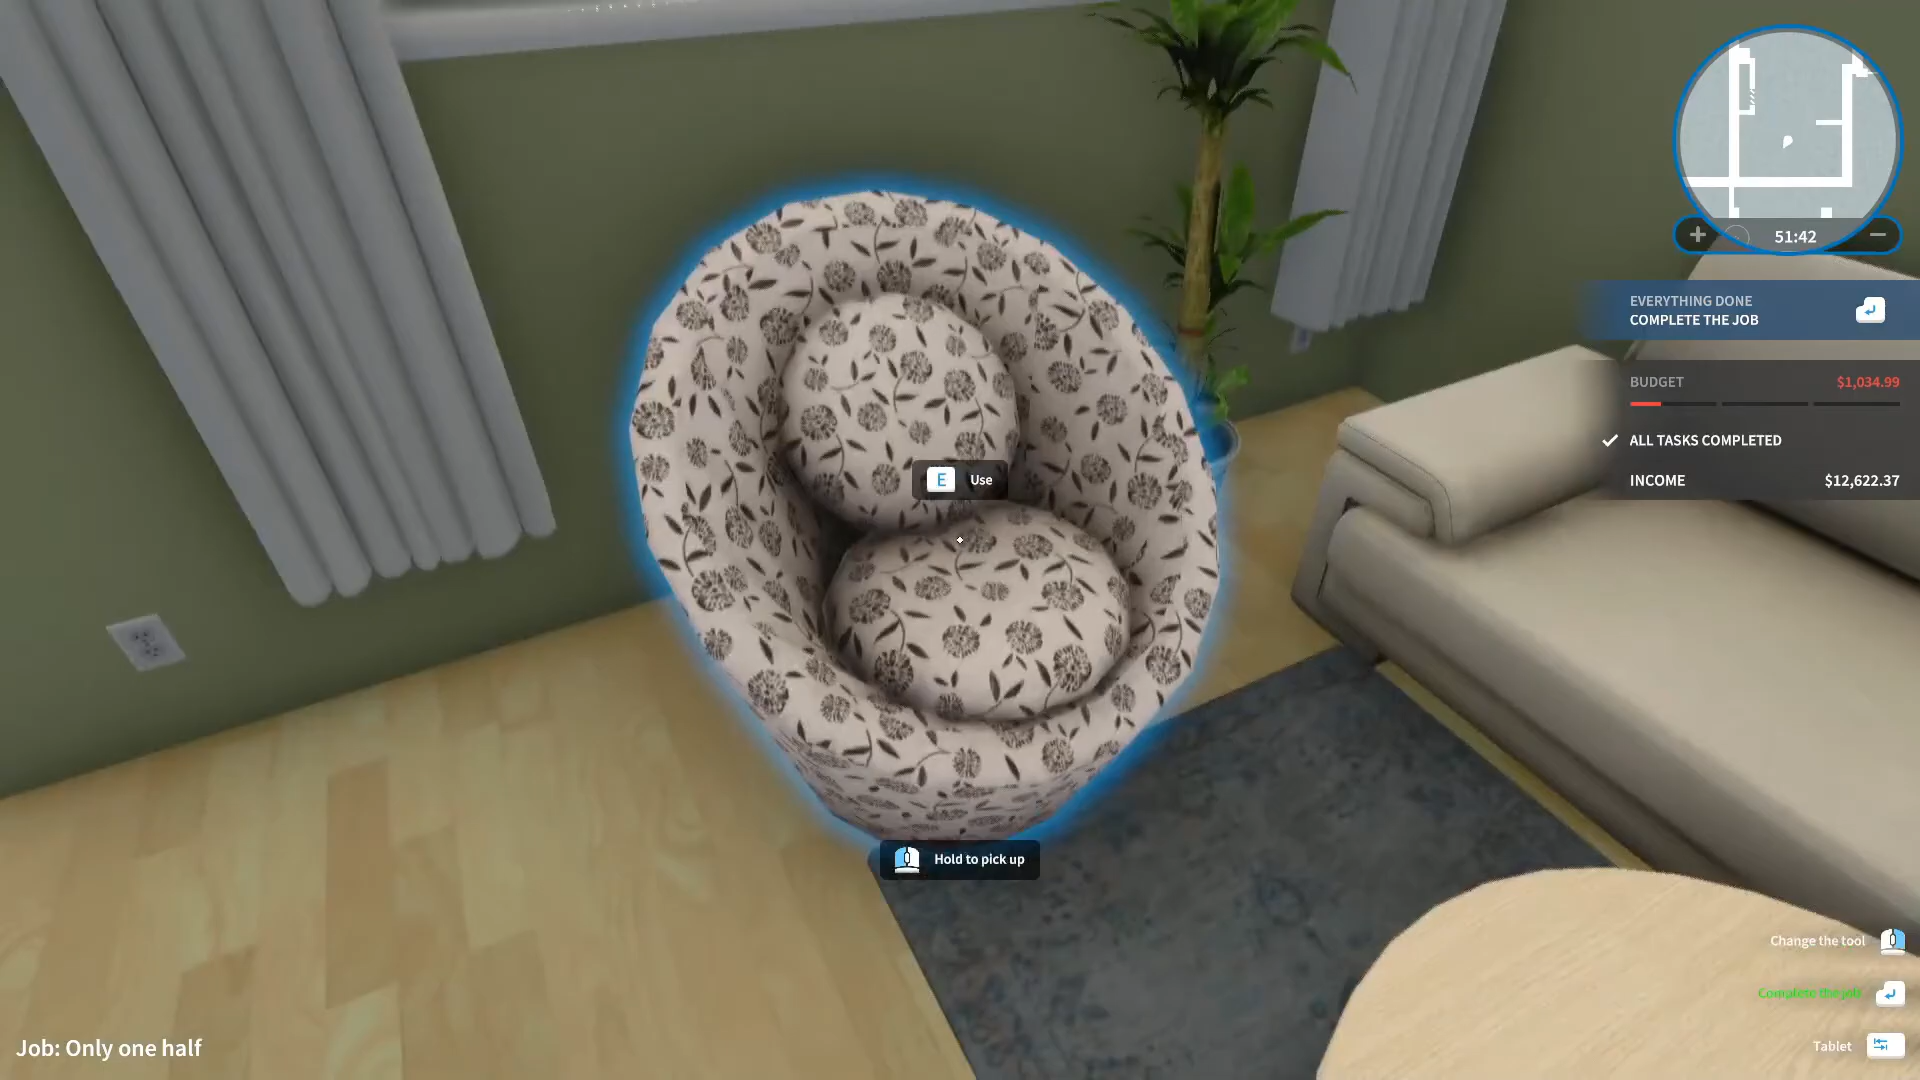 51:42
EVERYTHING DONE
COMPLETE THE JOB
BUDGET $1,034.99
ALL TASKS COMPLETED
INCOME $12,622.37
E Use
Hold to pick up
Change the tool
Complete the job
Tablet
Job: Only one half